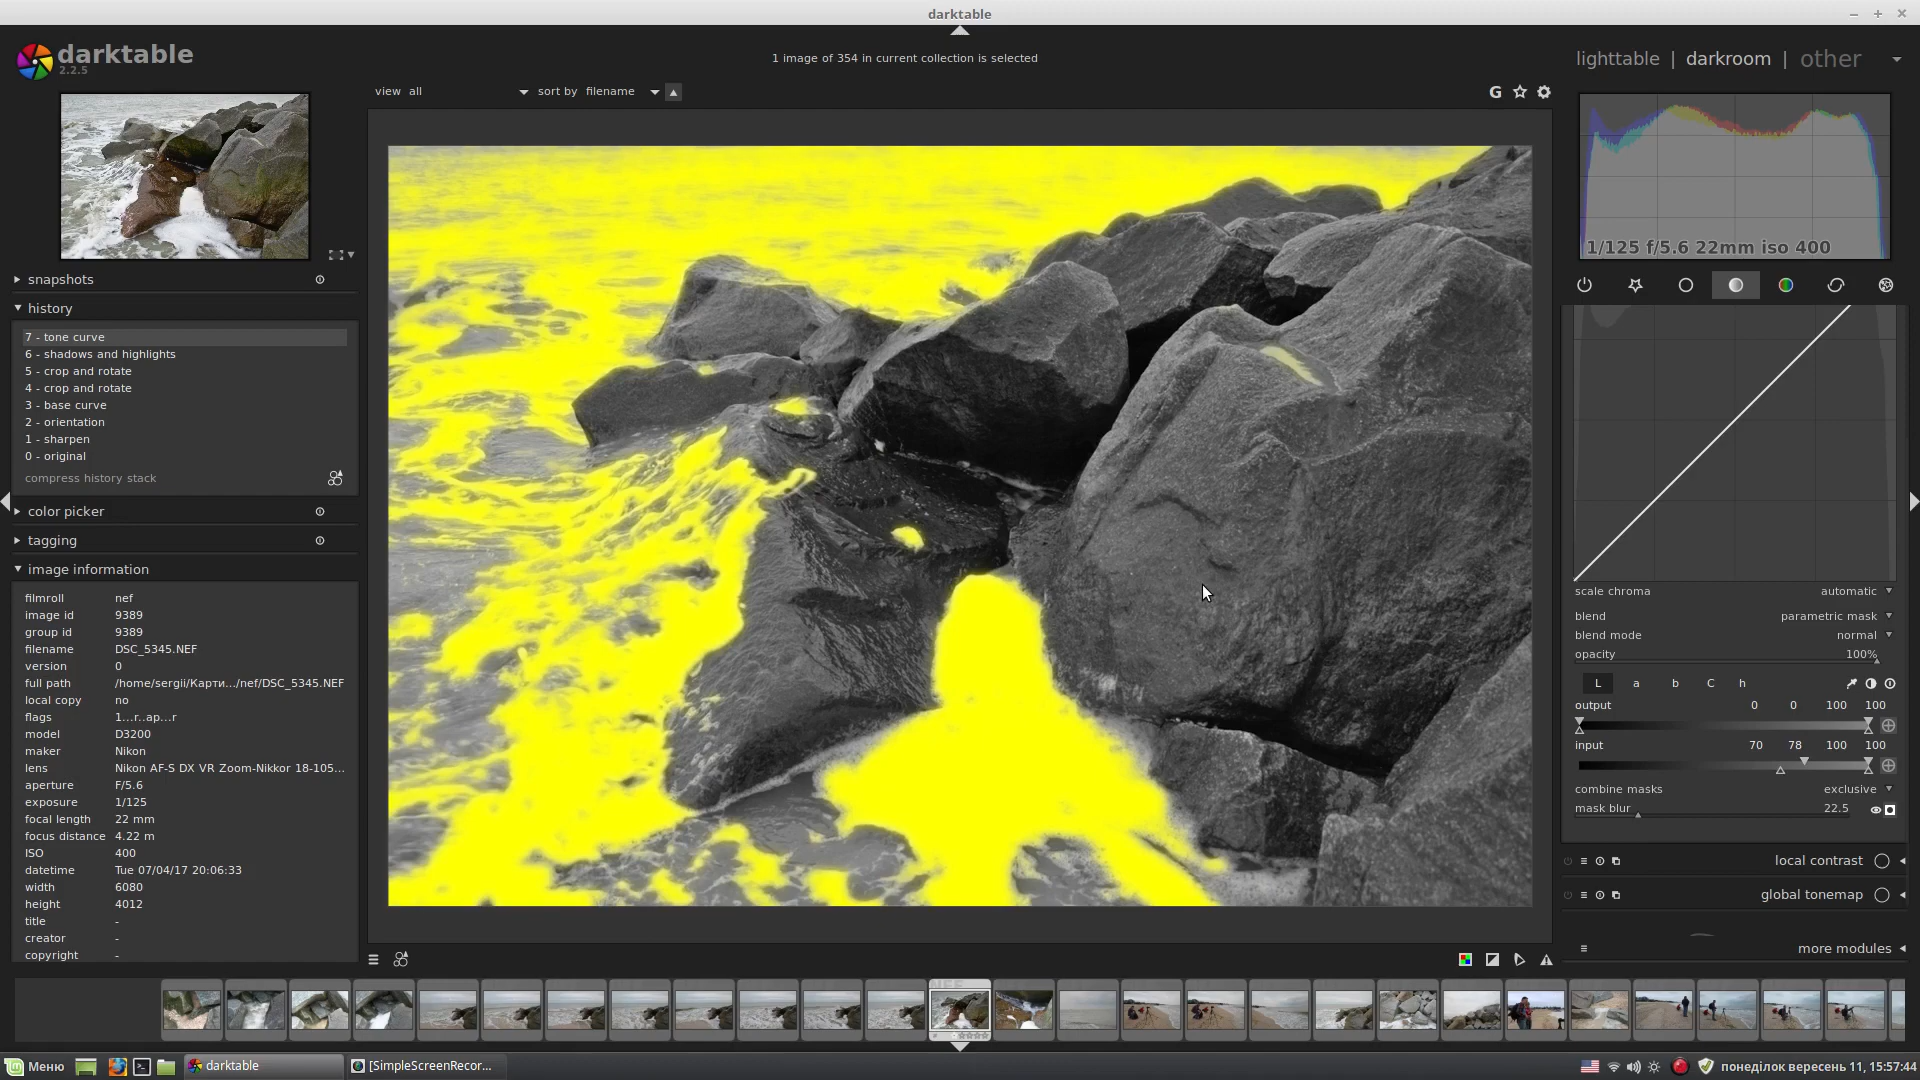 darktable
darktable
2.2.5
1 image of 354 in current collection is selected
lighttable | darkroom | other
view all sort by filename
G
1/125 f/5.6 22mm iso 400
snapshots
history
7 - tone curve
6 - shadows and highlights
5 - crop and rotate
4 - crop and rotate
3 - base curve
2 - orientation
1 - sharpen
0 - original
compress history stack
color picker
tagging
image information
filmroll nef
image id 9389
group id 9389
filename DSC_5345.NEF
version 0
full path /home/sergii/Карти.../nef/DSC_5345.NEF
local copy no
flags 1...r..ap...r
model D3200
maker Nikon
lens Nikon AF-S DX VR Zoom-Nikkor 18-105...
aperture F/5.6
exposure 1/125
focal length 22 mm
focus distance 4.22 m
ISO 400
datetime Tue 07/04/17 20:06:33
width 6080
height 4012
title -
creator -
copyright -
scale chroma automatic
blend parametric mask
blend mode normal
opacity 100%
L a b C h
output 0 0 100 100
input 70 78 100 100
combine masks exclusive
mask blur 22.5
local contrast
global tonemap
more modules
Меню
darktable
[SimpleScreenRecor...
понеділок вересень 11, 15:57:44